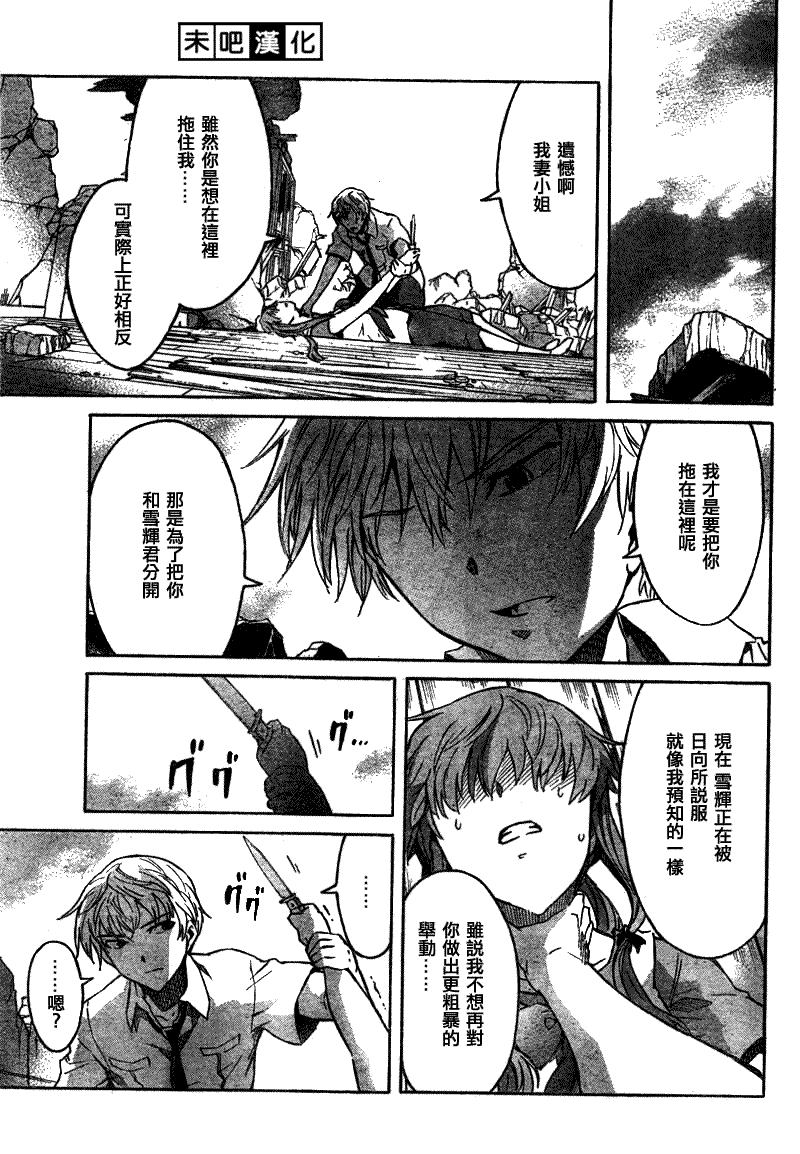 未吧漢化
遺憾啊
我妻小姐
雖然你是想在這裡
拖住我……
可實際上正好相反
我才是要把你
拖在這裡呢
那是為了把你
和雪輝君分開
現在 雪輝正在被
日向所説服
就像我預知的一樣
雖説我不想再對
你做出更粗暴的
舉動……
グググ
……
ググ
……嗯?